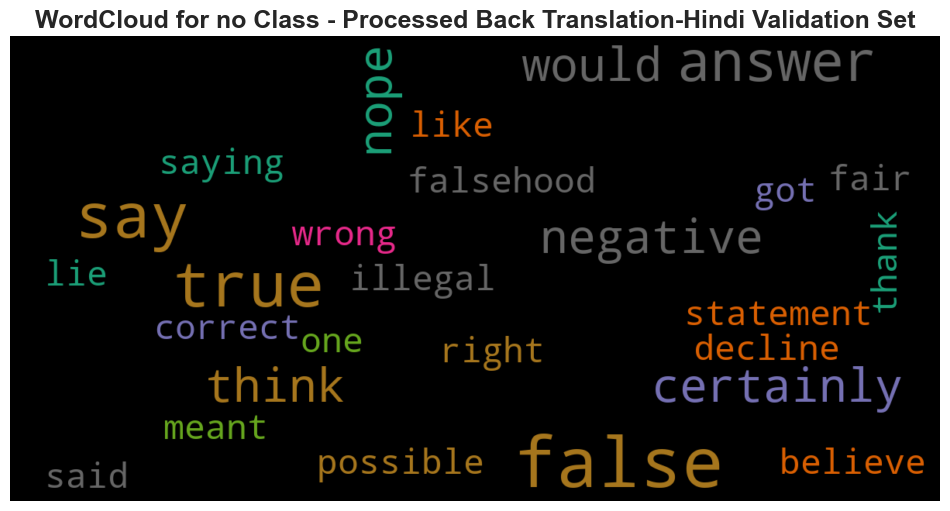 WordCloud for no Class - Processed Back Translation-Hindi Validation Set
nope
would
answer
like
saying
falsehood
got
fair
say
wrong
negative
thank
lie
true
illegal
statement
correct
one
right
decline
think
certainly
meant
possible
false
believe
said